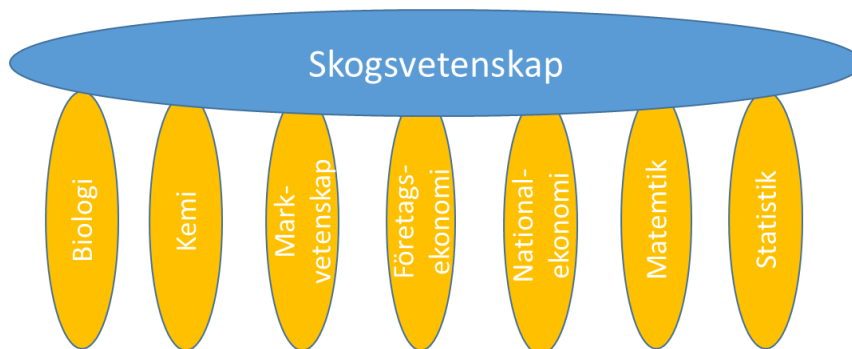 Skogsvetenskap
Biologi
Kemi
Mark-
vetenskap
Företags-
ekonomi
National-
ekonomi
Matemtik
Statistik